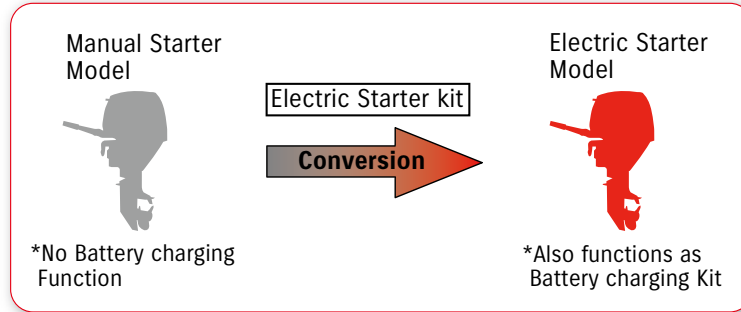 Manual Starter
Model
Electric Starter kit
Conversion
Electric Starter
Model
*No Battery charging
Function
*Also functions as
Battery charging Kit